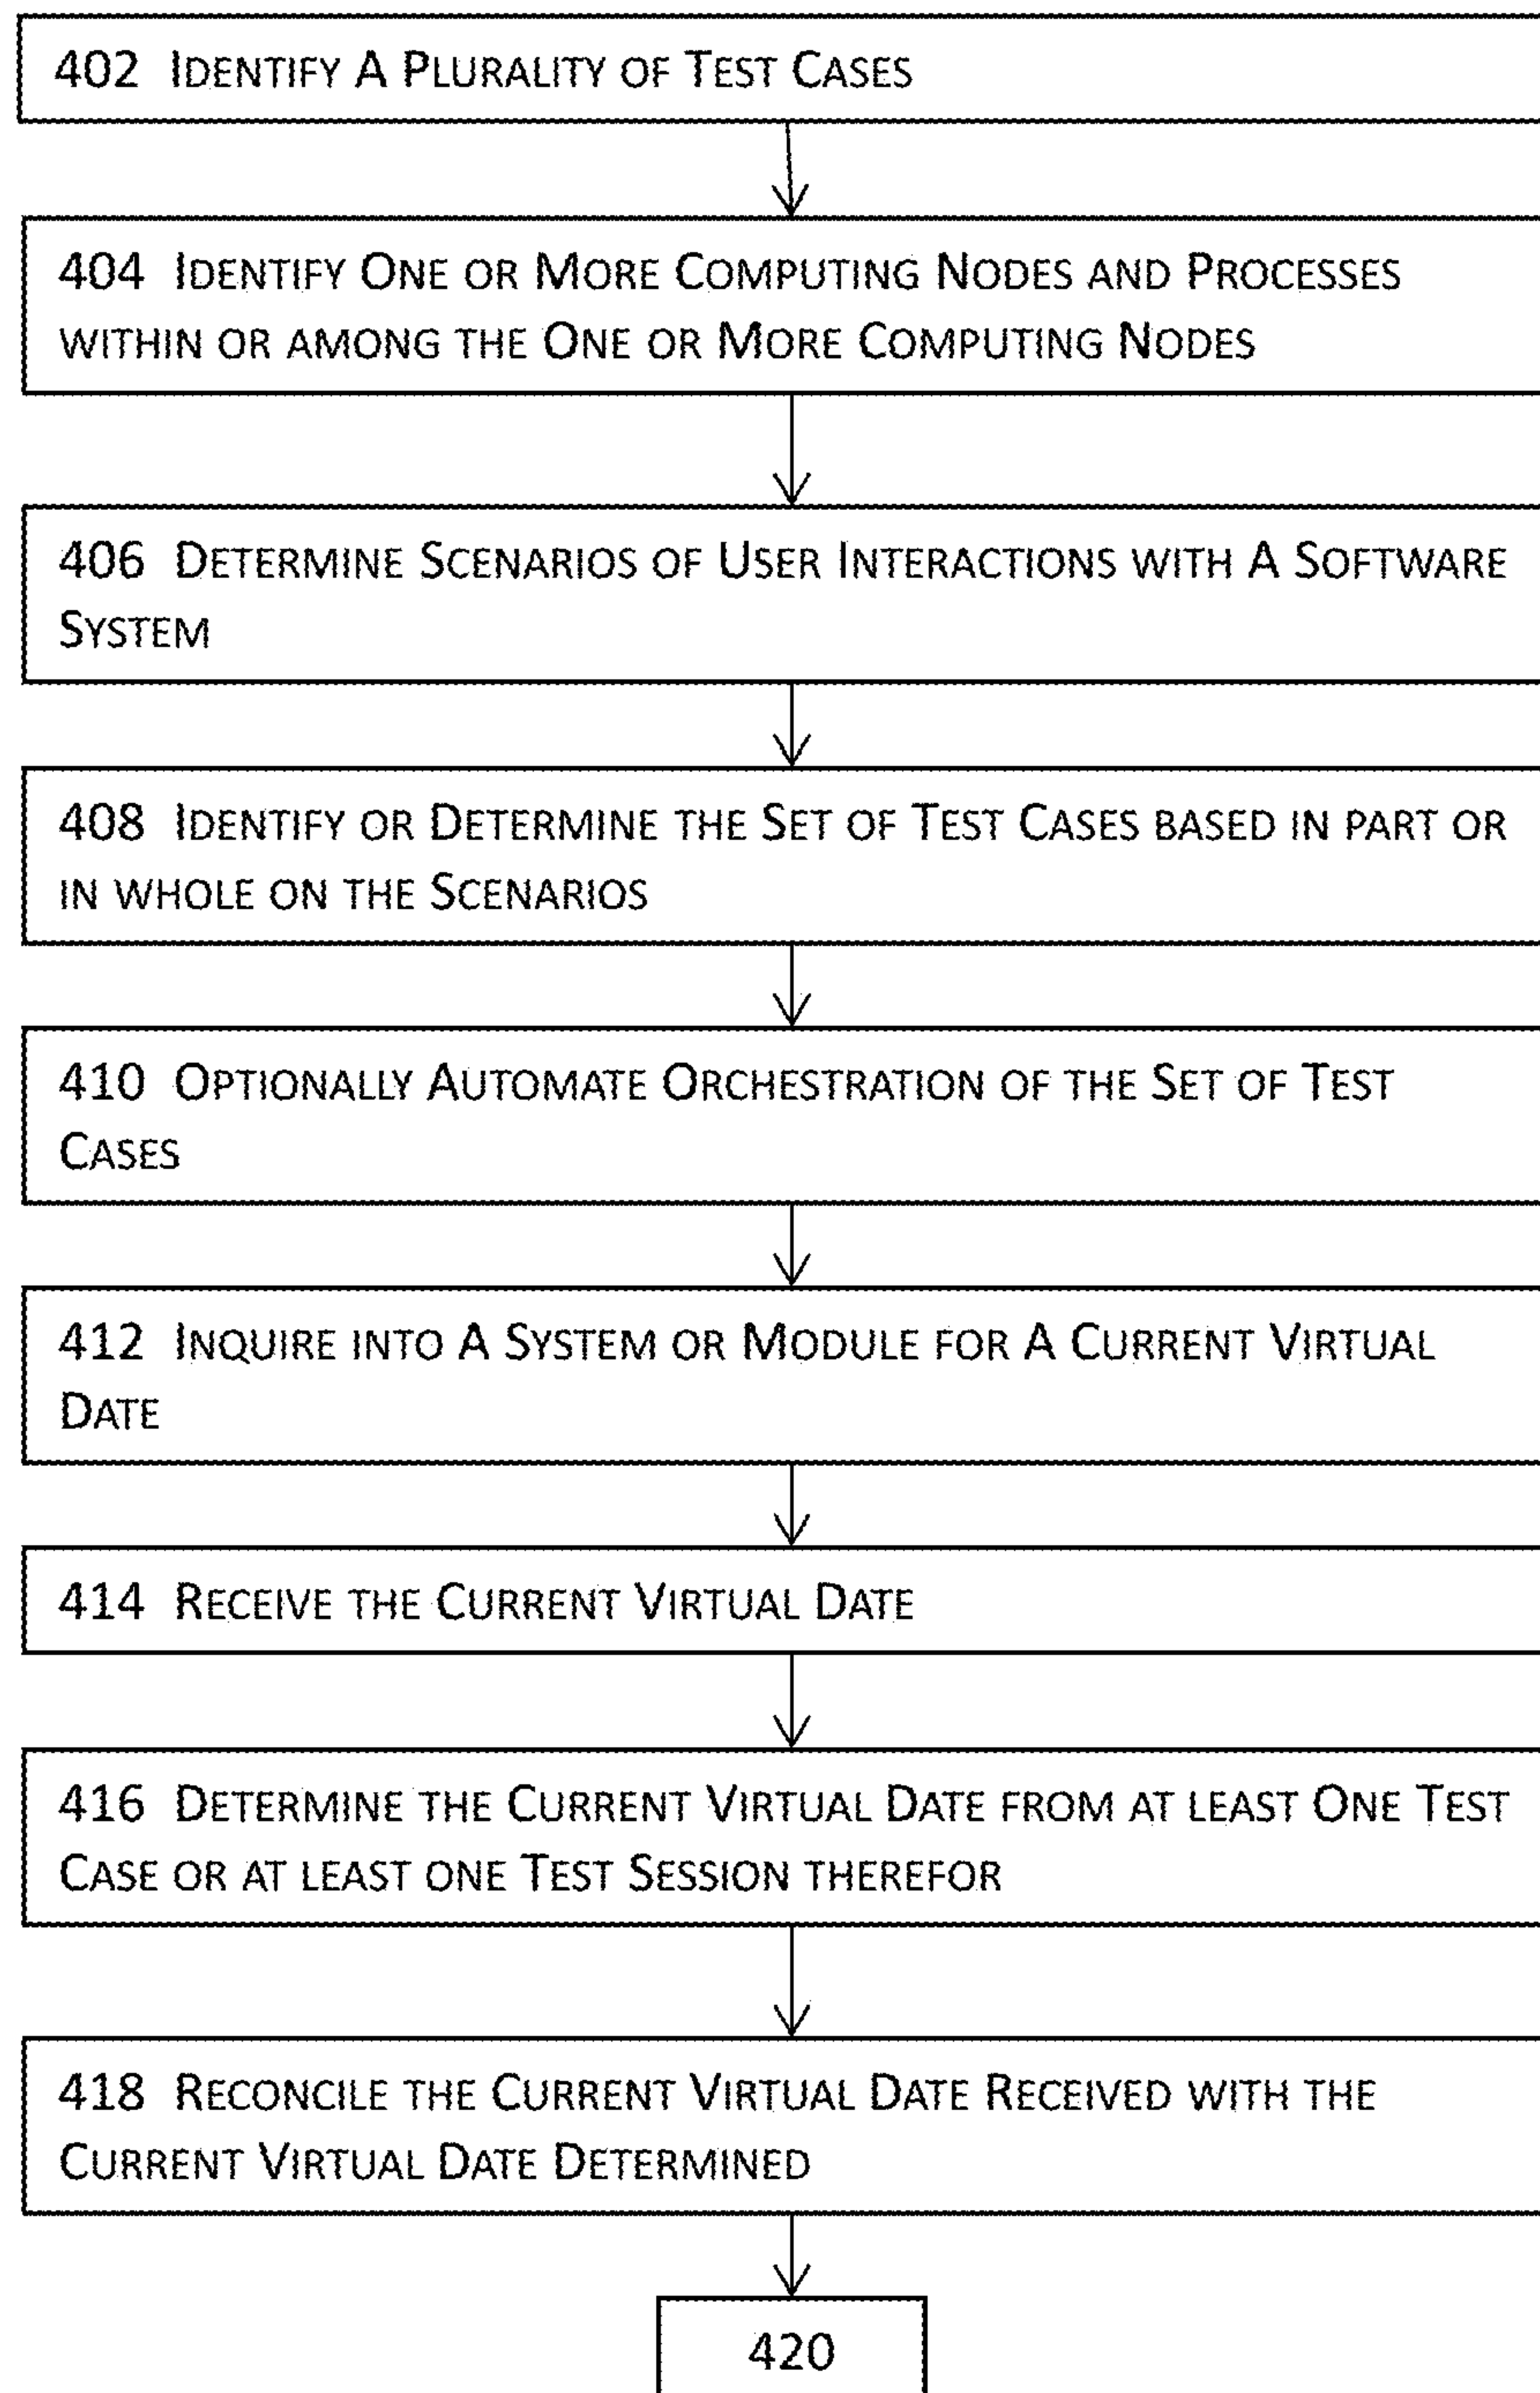 402 IDENTIFY A PLURALITY OF TEST CASES
404 IDENTIFY ONE OR MORE COMPUTING NODES AND PROCESSES
WITHIN OR AMONG THE ONE OR MORE COMPUTING NODES
406 DETERMINE SCENARIOS OF USER INTERACTIONS WITH A SOFTWARE
SYSTEM
408 IDENTIFY OR DETERMINE THE SET OF TEST CASES BASED IN PART OR
IN WHOLE ON THE SCENARIOS
410 OPTIONALLY AUTOMATE ORCHESTRATION OF THE SET OF TEST
CASES
412 INQUIRE INTO A SYSTEM OR MODULE FOR A CURRENT VIRTUAL
DATE
414 RECEIVE THE CURRENT VIRTUAL DATE
416 DETERMINE THE CURRENT VIRTUAL DATE FROM AT LEAST ONE TEST
CASE OR AT LEAST ONE TEST SESSION THEREFOR
418 RECONCILE THE CURRENT VIRTUAL DATE RECEIVED WITH THE
CURRENT VIRTUAL DATE DETERMINED
420